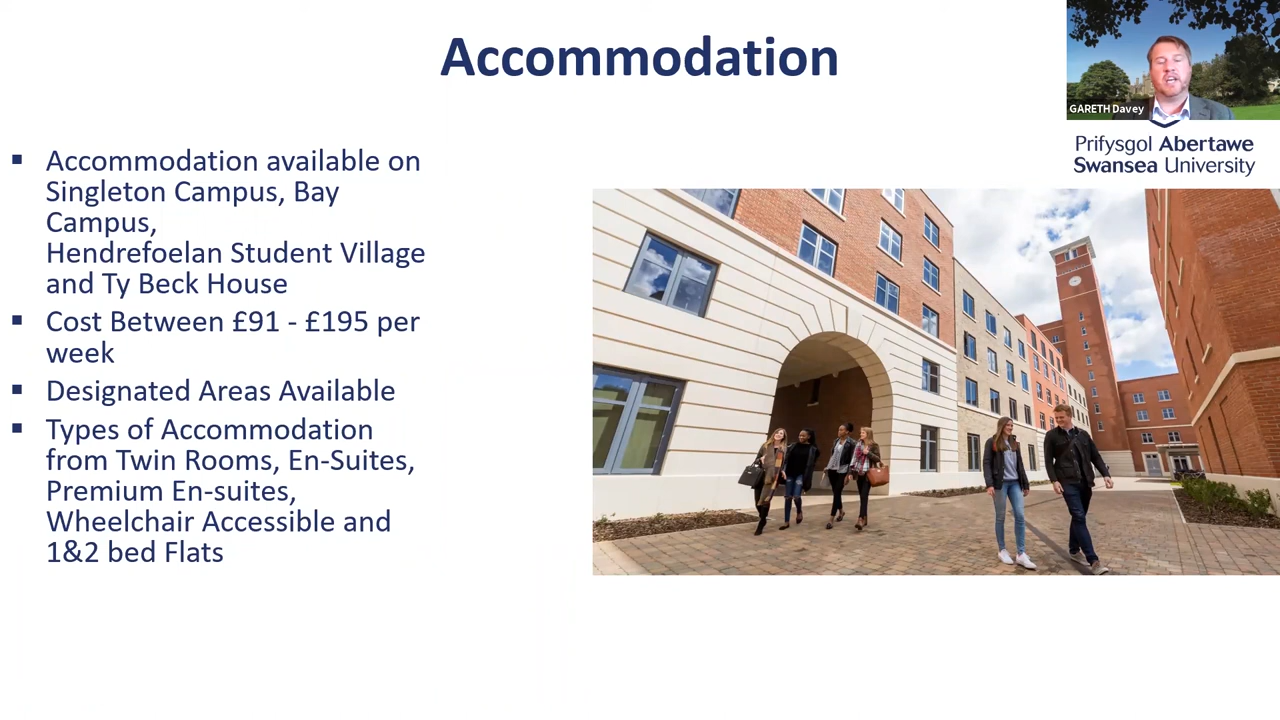 Accommodation
GARETH Davey
Prifysgol Abertawe
Swansea University
▪ Accommodation available on
Singleton Campus, Bay
Campus,
Hendrefoelan Student Village
and Ty Beck House
▪ Cost Between £91 - £195 per
week
▪ Designated Areas Available
▪ Types of Accommodation
from Twin Rooms, En-Suites,
Premium En-suites,
Wheelchair Accessible and
1&2 bed Flats